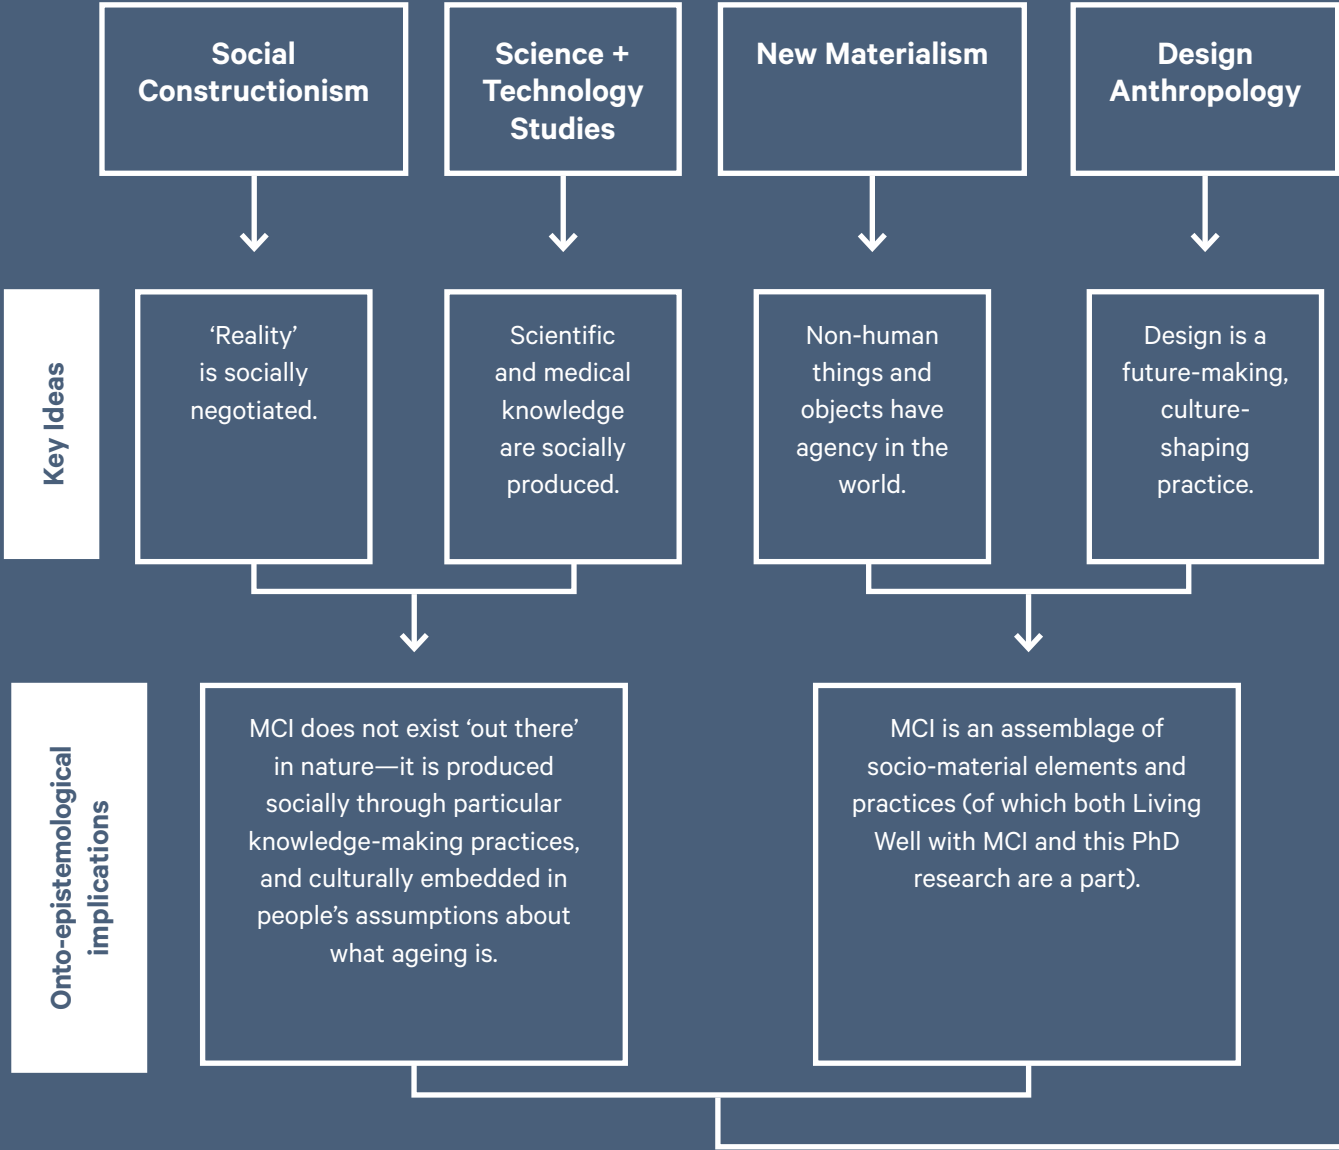 Social
Constructionism
Science +
Technology
Studies
New Materialism
Design
Anthropology
Key Ideas
‘Reality’
is socially
negotiated.
Scientific
and medical
knowledge
are socially
produced.
Non-human
things and
objects have
agency in the
world.
Design is a
future-making,
culture-
shaping
practice.
Onto-epistemological
implications
MCI does not exist ‘out there’
in nature—it is produced
socially through particular
knowledge-making practices,
and culturally embedded in
people’s assumptions about
what ageing is.
MCI is an assemblage of
socio-material elements and
practices (of which both Living
Well with MCI and this PhD
research are a part).